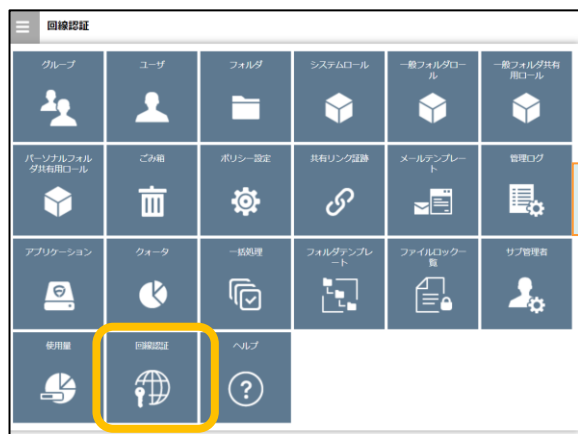 回線認証
グループ
ユーザ
フォルダ
システムロール
一般フォルダロー
ル
一般フォルダ共有
用ロール
パーソナルフォル
ダ共有用ロール
ごみ箱
ポリシー設定
共有リンク証跡
メールテンプレー
ト
管理ログ
アプリケーション
クォータ
一括処理
フォルダテンプレ
ート
ファイルロック一
覧
サブ管理者
使用量
回線認証
ヘルプ